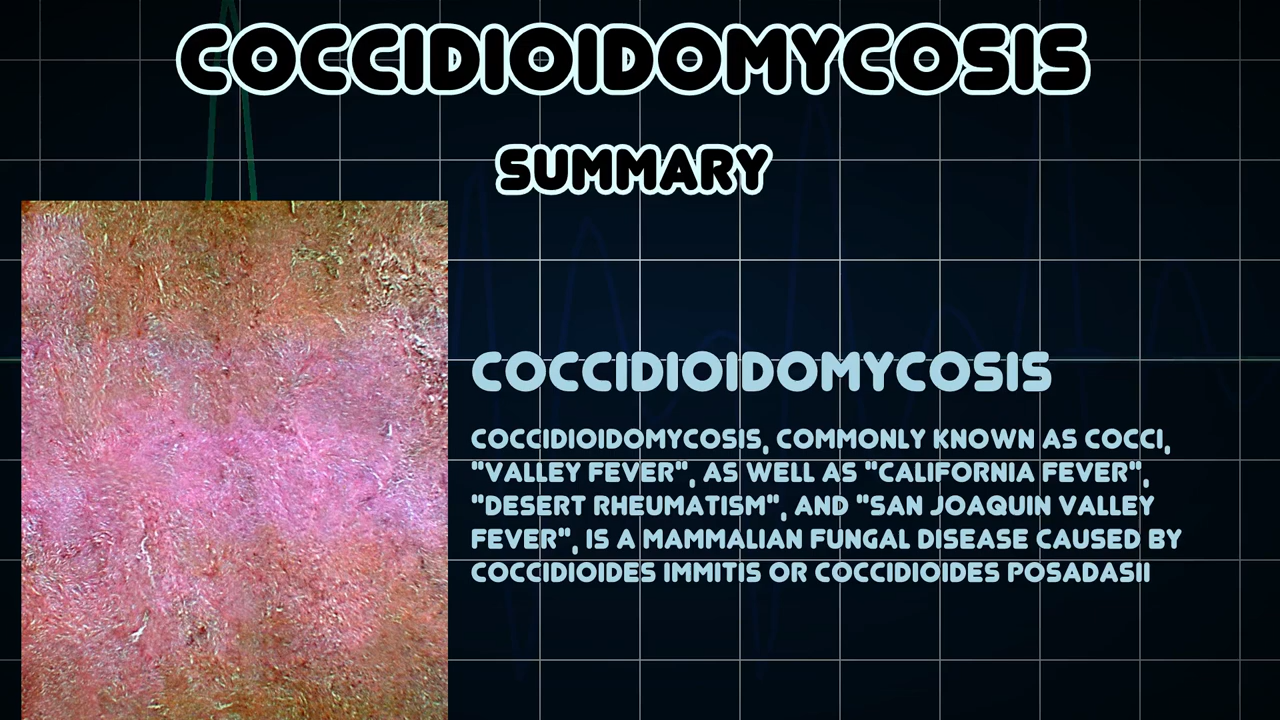 COCCIDIOIDOMYCOSIS
SUMMARY
COCCIDIOIDOMYCOSIS
COCCIDIOIDOMYCOSIS, COMMONLY KNOWN AS COCCI,
"VALLEY FEVER", AS WELL AS "CALIFORNIA FEVER",
"DESERT RHEUMATISM", AND "SAN JOAQUIN VALLEY
FEVER", IS A MAMMALIAN FUNGAL DISEASE CAUSED BY
COCCIDIOIDES IMMITIS OR COCCIDIOIDES POSADASII